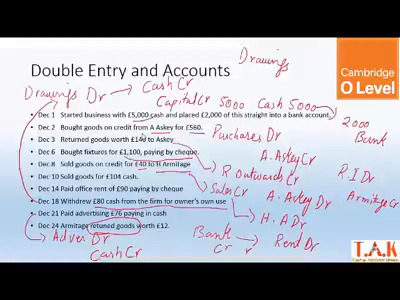 Drawings
Drawings Dr → Cash Cr
Cambridge
O Level
Double Entry and Accounts
Capital Cr 5000 Cash 5000
• Dec 1 Started business with £5,000 cash and placed £2,000 of this straight into a bank account.
2000
Bank
• Dec 2 Bought goods on credit from A Askey for £560.
Purchases Dr
• Dec 3 Returned goods worth £140 to Askey
A. Askey Cr
• Dec 6 Bought fixtures for £1,100, paying by cheque.
• Dec 8 Sold goods on credit for £40 to H Armitage
R Outwards Cr
R I Dr
• Dec 10 Sold goods for £104 cash.
Sales Cr
A. Askey Dr
Armitage Cr
• Dec 14 Paid office rent of £90 paying by cheque
• Dec 18 Withdrew £80 cash from the firm for owner's own use
H. A Dr
• Dec 21 Paid advertising £76 paying in cash
Bank
Cr
Rent Dr
• Dec 24 Armitage retuned goods worth £12.
Adver Dr
Cash Cr
T.A.K